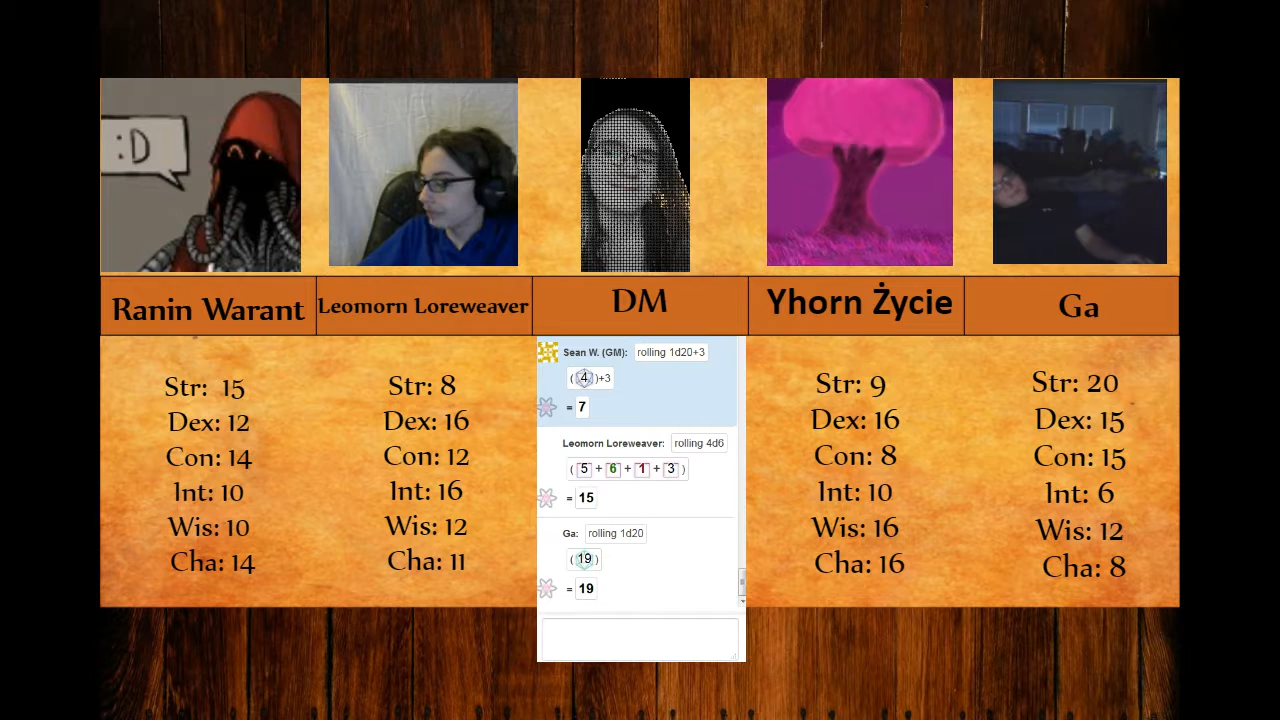 :D
Ranin Warant
Str: 15
Dex: 12
Con: 14
Int: 10
Wis: 10
Cha: 14
Leomorn Loreweaver
Str: 8
Dex: 16
Con: 12
Int: 16
Wis: 12
Cha: 11
DM
Sean W. (GM): rolling 1d20+3
(4)+3
= 7
Leomorn Loreweaver: rolling 4d6
(5+6+1+3)
= 15
Ga: rolling 1d20
(19)
= 19
Yhorn Życie
Str: 9
Dex: 16
Con: 8
Int: 10
Wis: 16
Cha: 16
Ga
Str: 20
Dex: 15
Con: 15
Int: 6
Wis: 12
Cha: 8